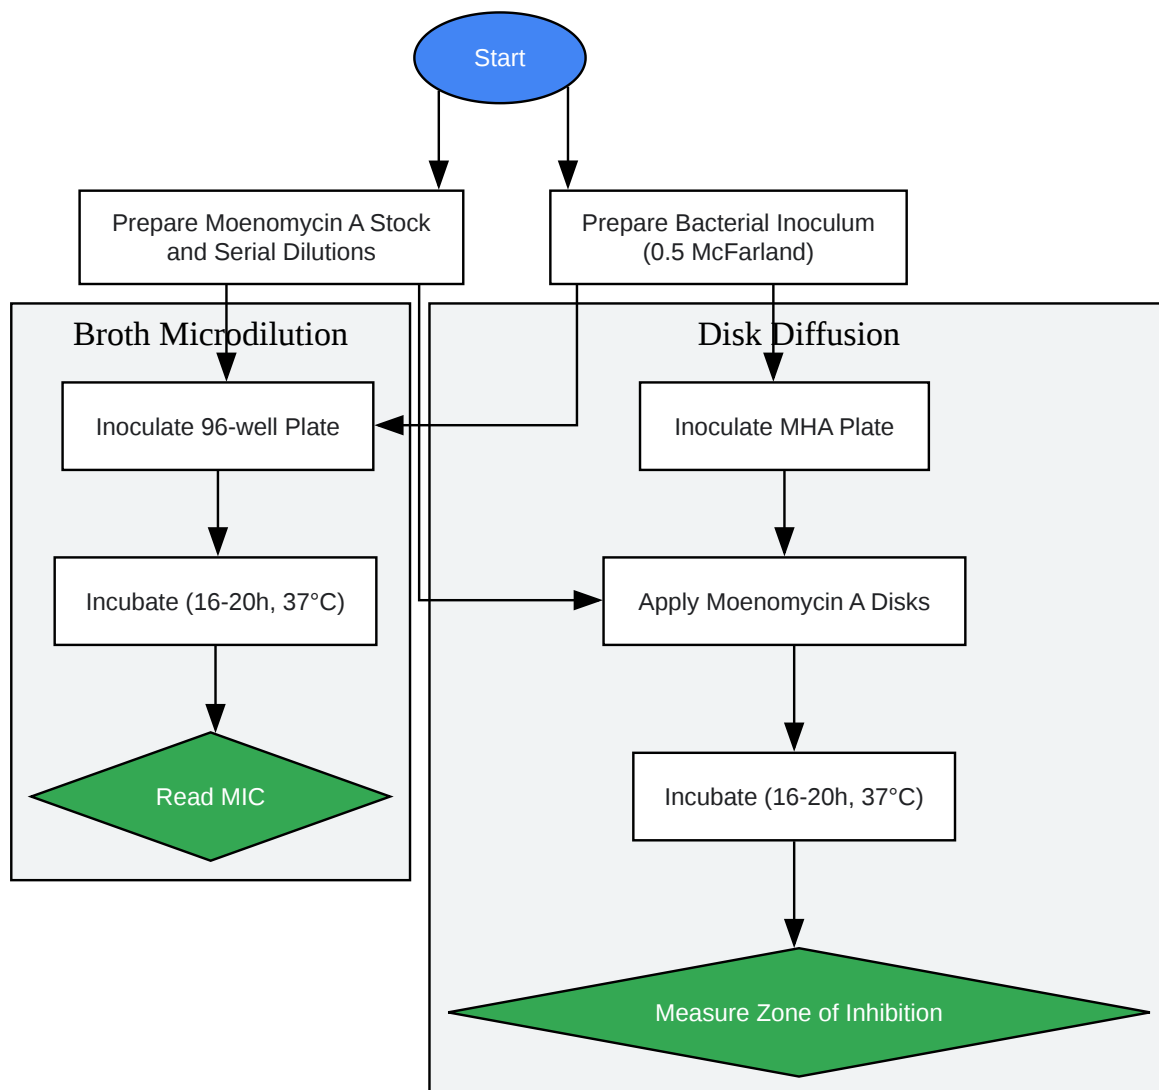 Start
Prepare Moenomycin A Stock
and Serial Dilutions
Prepare Bacterial Inoculum
(0.5 McFarland)
Broth Microdilution
Disk Diffusion
Inoculate 96-well Plate
Inoculate MHA Plate
Incubate (16-20h, 37°C)
Apply Moenomycin A Disks
Read MIC
Incubate (16-20h, 37°C)
Measure Zone of Inhibition